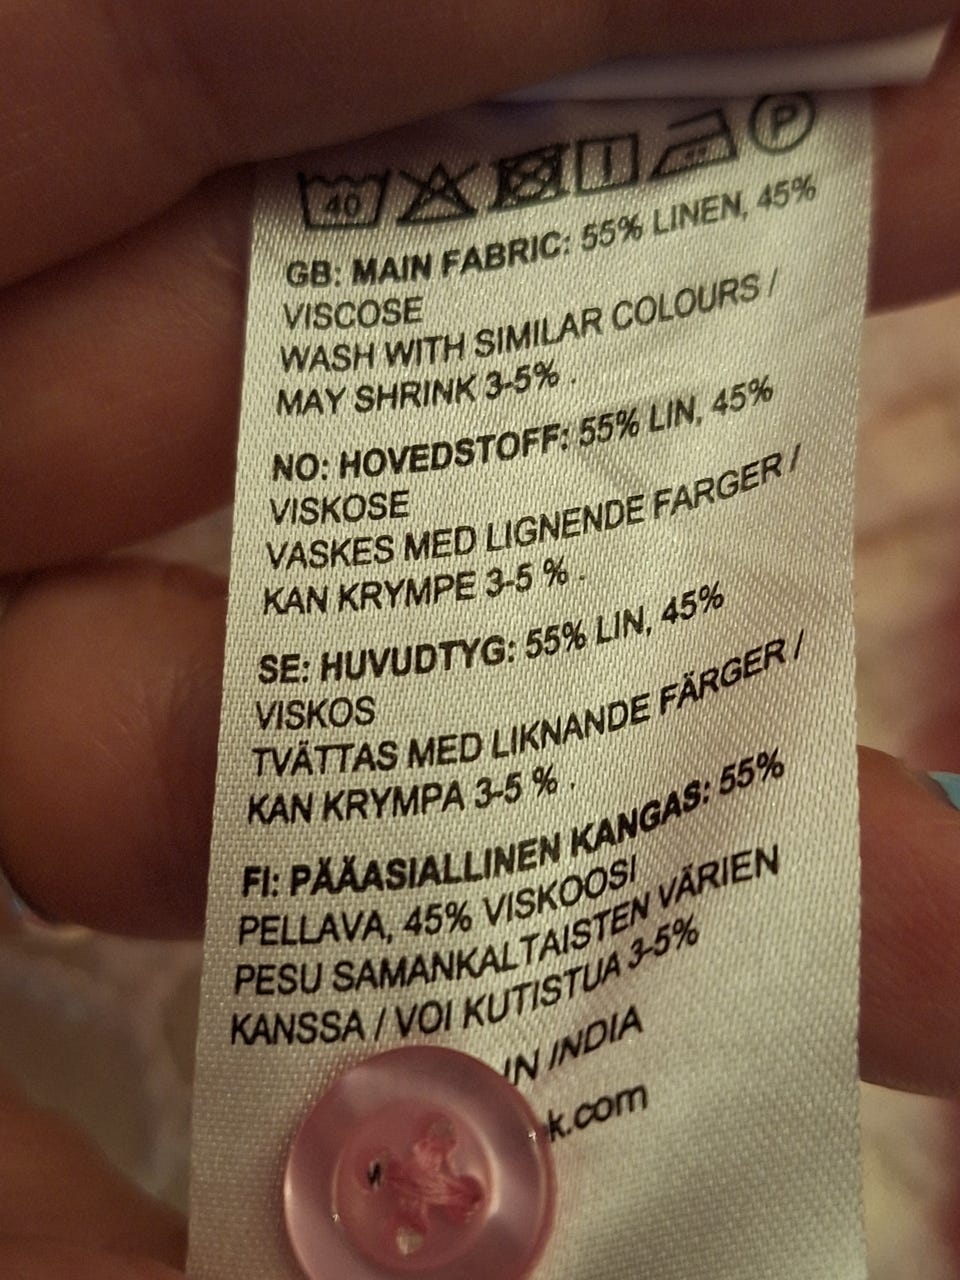 40 P
GB: MAIN FABRIC: 55% LINEN, 45%
VISCOSE
WASH WITH SIMILAR COLOURS /
MAY SHRINK 3-5% .
NO: HOVEDSTOFF: 55% LIN, 45%
VISKOSE
VASKES MED LIGNENDE FARGER /
KAN KRYMPE 3-5 % .
SE: HUVUDTYG: 55% LIN, 45%
VISKOS
TVÄTTAS MED LIKNANDE FÄRGER /
KAN KRYMPA 3-5 % .
FI: PÄÄASIALLINEN KANGAS: 55%
PELLAVA, 45% VISKOOSI
PESU SAMANKALTAISTEN VÄRIEN
KANSSA / VOI KUTISTUA 3-5%
IN INDIA
k.com